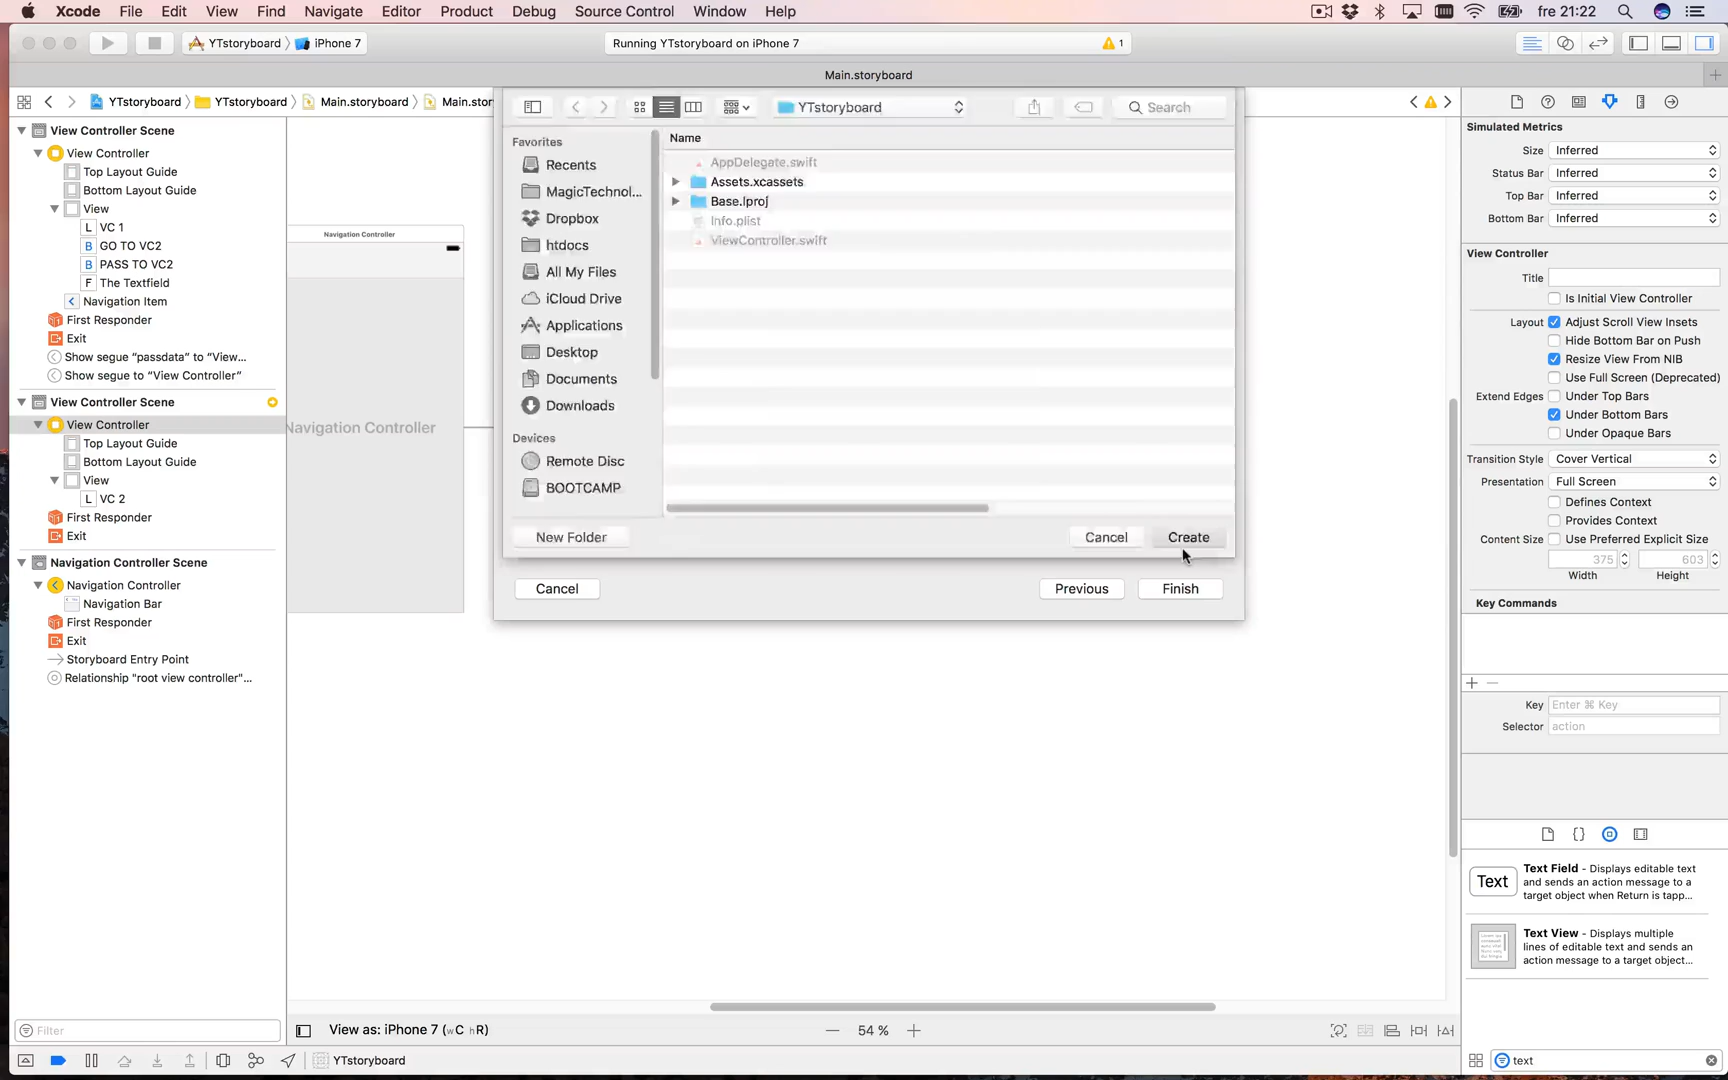 Xcode File Edit View Find Navigate Editor Product Debug Source Control Window Help fre 21:22
YTstoryboard iPhone 7 Running YTstoryboard on iPhone 7 1
Main.storyboard
YTstoryboard YTstoryboard Main.storyboard Main.stor
View Controller Scene
View Controller
Top Layout Guide
Bottom Layout Guide
View
L VC 1
B GO TO VC2
B PASS TO VC2
F The Textfield
Navigation Item
First Responder
Exit
Show segue “passdata” to “View...
Show segue to “View Controller”
View Controller Scene
View Controller
Top Layout Guide
Bottom Layout Guide
View
L VC 2
First Responder
Exit
Navigation Controller Scene
Navigation Controller
Navigation Bar
First Responder
Exit
Storyboard Entry Point
Relationship "root view controller"...
Filter
Navigation Controller
Navigation Controller
YTstoryboard Search
Favorites
Recents
MagicTechnol...
Dropbox
htdocs
All My Files
iCloud Drive
Applications
Desktop
Documents
Downloads
Devices
Remote Disc
BOOTCAMP
Name
AppDelegate.swift
Assets.xcassets
Base.lproj
Info.plist
ViewController.swift
New Folder Cancel Create
Cancel Previous Finish
View as: iPhone 7 (wC hR) 54 %
YTstoryboard
Simulated Metrics
Size Inferred
Status Bar Inferred
Top Bar Inferred
Bottom Bar Inferred
View Controller
Title
Is Initial View Controller
Layout Adjust Scroll View Insets
Hide Bottom Bar on Push
Resize View From NIB
Use Full Screen (Deprecated)
Extend Edges Under Top Bars
Under Bottom Bars
Under Opaque Bars
Transition Style Cover Vertical
Presentation Full Screen
Defines Context
Provides Context
Content Size Use Preferred Explicit Size
375 603
Width Height
Key Commands
Key Enter ⌘ Key
Selector action
Text
Text Field - Displays editable text
and sends an action message to a
target object when Return is tapp...
Text View - Displays multiple
lines of editable text and sends an
action message to a target object...
text